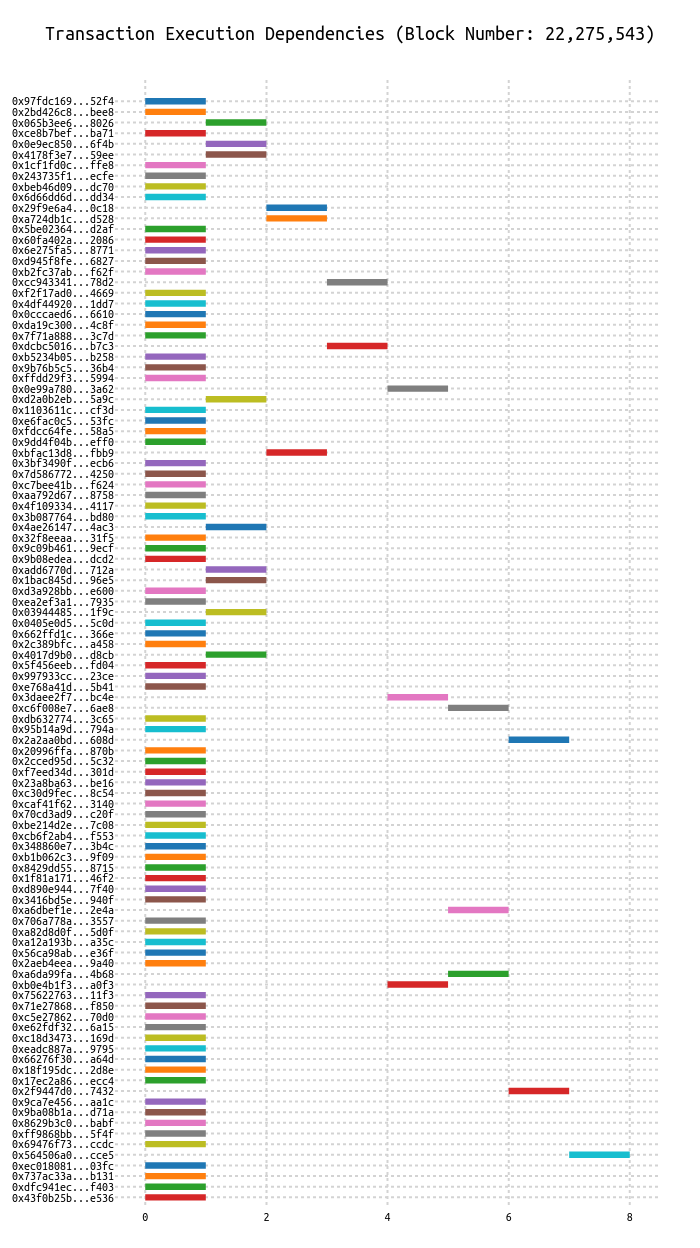 Transaction Execution Dependencies (Block Number: 22,275,543)
0x97fdc169...52f4
0x2bd426c8...bee8
0x065b3ee6...8026
0xce8b7bef...ba71
0x0e9ec850...6f4b
0x4178f3e7...59ee
0x1cf1fd0c...ffe8
0x243735f1...ecfe
0xbeb46d09...dc70
0x6d66dd6d...dd34
0x29f9e6a4...0c18
0xa724db1c...d528
0x5be02364...d2af
0x60fa402a...2086
0x6e275fa5...8771
0xd945f8fe...6827
0xb2fc37ab...f62f
0xcc943341...78d2
0xf2f17ad0...4669
0x4df44920...1dd7
0x0cccaed6...6610
0xda19c300...4c8f
0x7f71a888...3c7d
0xdcbc5016...b7c3
0xb5234b05...b258
0x9b76b5c5...36b4
0xffdd29f3...5994
0x0e99a780...3a62
0xd2a0b2eb...5a9c
0x1103611c...cf3d
0xe6fac0c5...53fc
0xfdcc64fe...58a5
0x9dd4f04b...eff0
0xbfac13d8...fbb9
0x3bf3490f...ecb6
0x7d586772...4250
0xc7bee41b...f624
0xaa792d67...8758
0x4f109334...4117
0x3b087764...bd80
0x4ae26147...4ac3
0x32f8eeaa...31f5
0x9c09b461...9ecf
0x9b08edea...dcd2
0xadd6770d...712a
0x1bac845d...96e5
0xd3a928bb...e600
0xea2ef3a1...7935
0x03944485...1f9c
0x0405e0d5...5c0d
0x662ffd1c...366e
0x2c389bfc...a458
0x4017d9b0...d8cb
0x5f456eeb...fd04
0x997933cc...23ce
0xe768a41d...5b41
0x3daee2f7...bc4e
0xc6f008e7...6ae8
0xdb632774...3c65
0x95b14a9d...794a
0x2a2aa0bd...608d
0x20996ffa...870b
0x2cced95d...5c32
0xf7eed34d...301d
0x23a8ba63...be16
0xc30d9fec...8c54
0xcaf41f62...3140
0x70cd3ad9...c20f
0xbe214d2e...7c08
0xcb6f2ab4...f553
0x348860e7...3b4c
0xb1b062c3...9f09
0x8429dd55...8715
0x1f81a171...46f2
0xd890e944...7f40
0x3416bd5e...940f
0xa6dbef1e...2e4a
0x706a778a...3557
0xa82d8d0f...5d0f
0xa12a193b...a35c
0x56ca98ab...e36f
0x2aeb4eea...9a40
0xa6da99fa...4b68
0xb0e4b1f3...a0f3
0x75622763...11f3
0x71e27868...f850
0xc5e27862...70d0
0xe62fdf32...6a15
0xc18d3473...169d
0xeadc887a...9795
0x66276f30...a64d
0x18f195dc...2d8e
0x17ec2a86...ecc4
0x2f9447d0...7432
0x9ca7e456...aa1c
0x9ba08b1a...d71a
0x8629b3c0...babf
0xff9868bb...5f4f
0x69476f73...ccdc
0x564506a0...cce5
0xec018081...03fc
0x737ac33a...b131
0xdfc941ec...f403
0x43f0b25b...e536
0 2 4 6 8